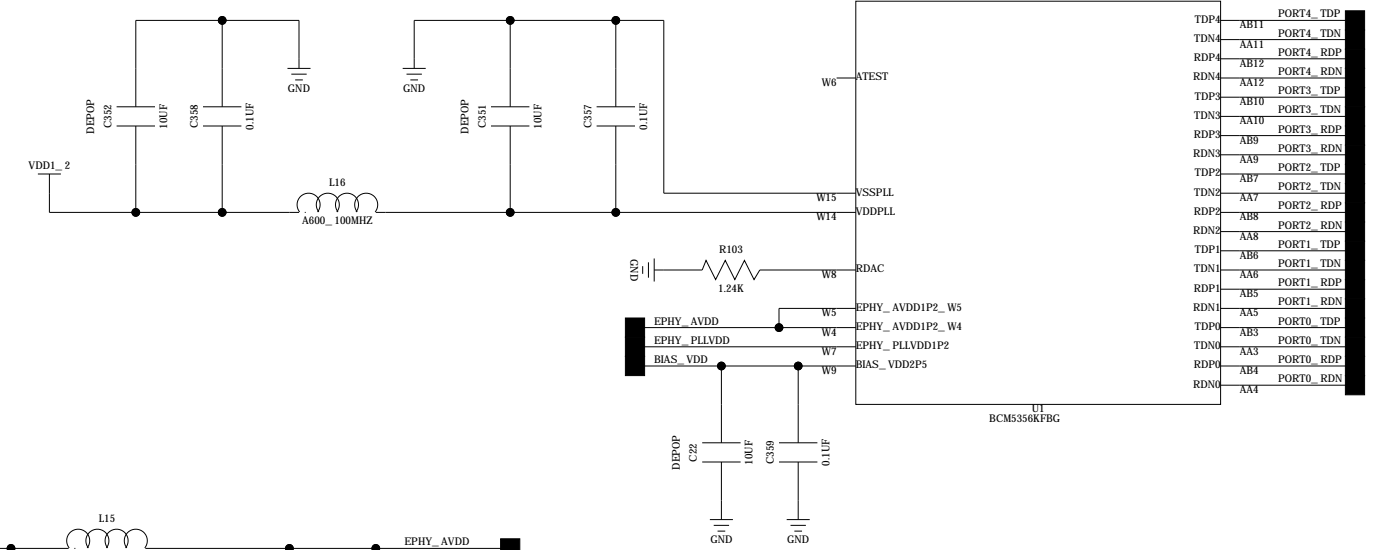 TDP4 AB11 PORT4_TDP
TDN4 AA11 PORT4_TDN
RDP4 AB12 PORT4_RDP
RDN4 AA12 PORT4_RDN
TDP3 AB10 PORT3_TDP
TDN3 AA10 PORT3_TDN
RDP3 AB9 PORT3_RDP
RDN3 AA9 PORT3_RDN
TDP2 AB7 PORT2_TDP
TDN2 AA7 PORT2_TDN
RDP2 AB8 PORT2_RDP
RDN2 AA8 PORT2_RDN
TDP1 AB6 PORT1_TDP
TDN1 AA6 PORT1_TDN
RDP1 AB5 PORT1_RDP
RDN1 AA5 PORT1_RDN
TDP0 AB3 PORT0_TDP
TDN0 AA3 PORT0_TDN
RDP0 AB4 PORT0_RDP
RDN0 AA4 PORT0_RDN
GND
GND
W6 ATEST
DEPOP
C352
10UF
C358
0.1UF
DEPOP
C351
10UF
C357
0.1UF
VDD1_2
L16
A600_100MHZ
W15 VSSPLL
W14 VDDPLL
R103
GND
1.24K
W8 RDAC
W5 EPHY_AVDD1P2_W5
EPHY_AVDD W4 EPHY_AVDD1P2_W4
EPHY_PLLVDD W7 EPHY_PLLVDD1P2
BIAS_VDD W9 BIAS_VDD2P5
U1
BCM5356KFBG
DEPOP
C22
10UF
C359
0.1UF
GND
GND
L15
EPHY_AVDD